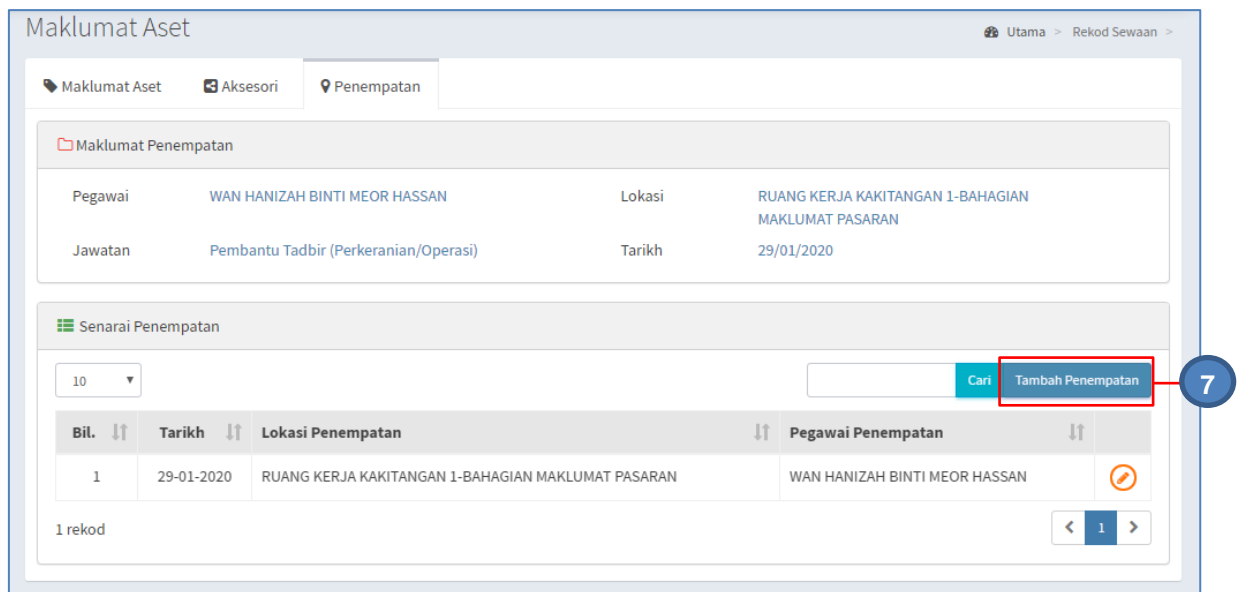 Maklumat Aset
Utama > Rekod Sewaan >
Maklumat Aset Aksesori Penempatan
Maklumat Penempatan
Pegawai WAN HANIZAH BINTI MEOR HASSAN Lokasi RUANG KERJA KAKITANGAN 1-BAHAGIAN
MAKLUMAT PASARAN
Jawatan Pembantu Tadbir (Perkeranian/Operasi) Tarikh 29/01/2020
Senarai Penempatan
10 Cari Tambah Penempatan 7
Bil. Tarikh Lokasi Penempatan Pegawai Penempatan
1 29-01-2020 RUANG KERJA KAKITANGAN 1-BAHAGIAN MAKLUMAT PASARAN WAN HANIZAH BINTI MEOR HASSAN
1 rekod < 1 >